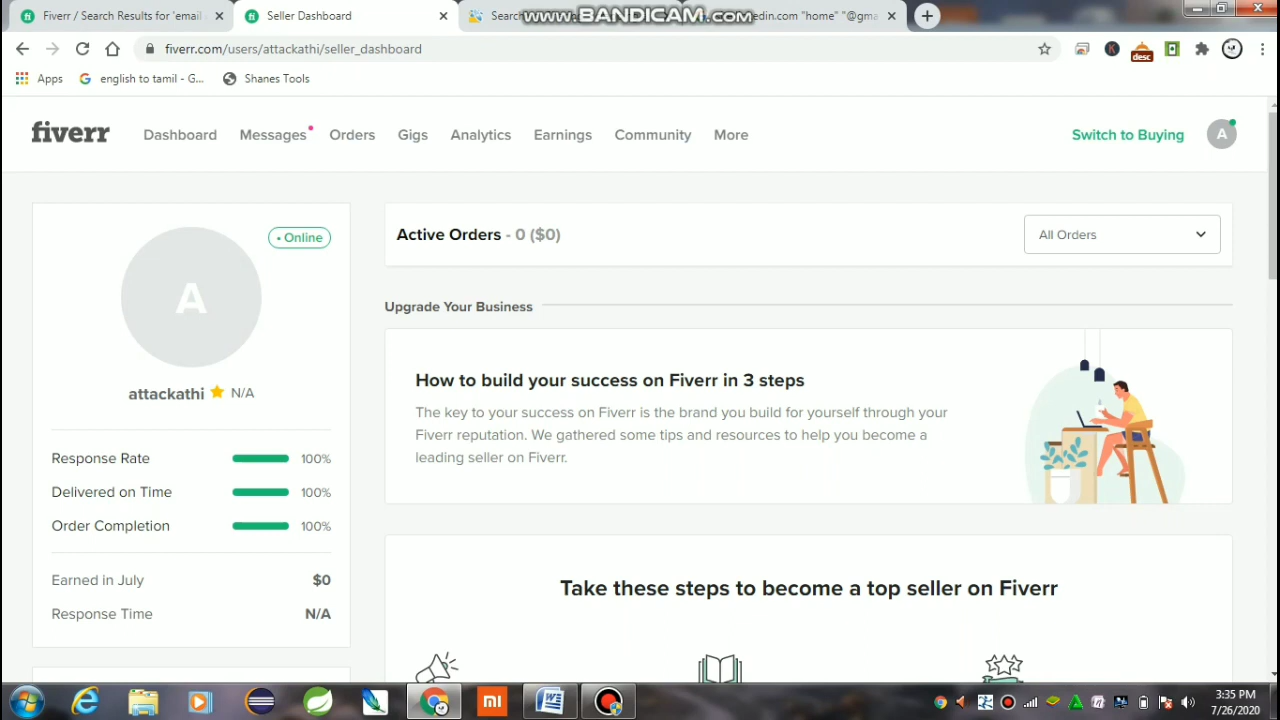 Fiverr / Search Results for 'email
Seller Dashboard
Searc
www.BANDICAM.com
edin.com "home" "@gma
fiverr.com/users/attackathi/seller_dashboard
K
desc
Apps
english to tamil - G...
Shanes Tools
fiverr
Dashboard
Messages
Orders
Gigs
Analytics
Earnings
Community
More
Switch to Buying
A
Online
A
attackathi N/A
Response Rate 100%
Delivered on Time 100%
Order Completion 100%
Earned in July $0
Response Time N/A
Active Orders - 0 ($0)
All Orders
Upgrade Your Business
How to build your success on Fiverr in 3 steps
The key to your success on Fiverr is the brand you build for yourself through your
Fiverr reputation. We gathered some tips and resources to help you become a
leading seller on Fiverr.
Take these steps to become a top seller on Fiverr
3:35 PM
7/26/2020